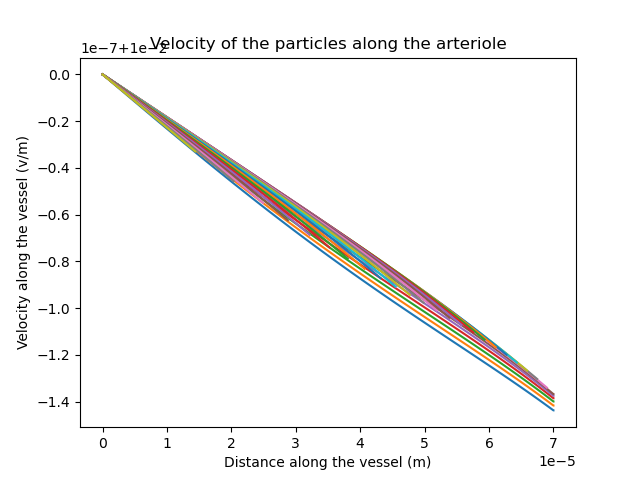 Velocity of the particles along the arteriole
1e−7+1e−2
0.0
−0.2
−0.4
−0.6
−0.8
−1.0
−1.2
−1.4
Velocity along the vessel (v/m)
0 1 2 3 4 5 6 7
1e−5
Distance along the vessel (m)